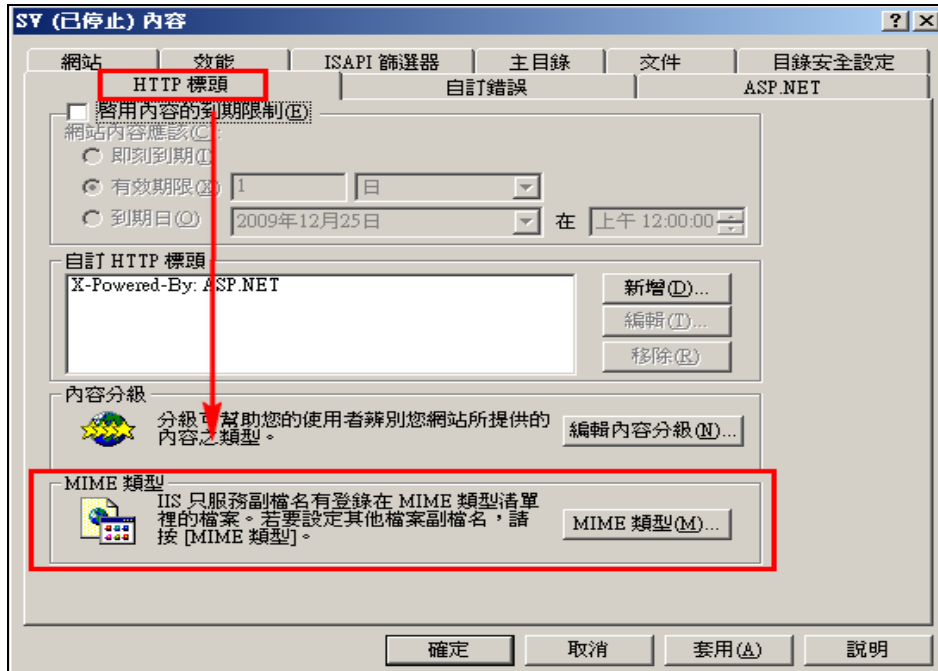 SY (已停止) 內容
網站 效能 ISAPI 篩選器 主目錄 文件 目錄安全設定
HTTP 標頭 自訂錯誤 ASP.NET
啓用內容的到期限制(E)
網站內容應該(C):
即刻到期(I)
有效期限(X) 1 日
到期日(O) 2009年12月25日 在 上午 12:00:00
自訂 HTTP 標頭
X-Powered-By: ASP.NET
新增(D)...
編輯(T)...
移除(R)
內容分級
分級可幫助您的使用者辨別您網站所提供的
內容之類型。
編輯內容分級(N)...
MIME 類型
IIS 只服務副檔名有登錄在 MIME 類型清單
裡的檔案。若要設定其他檔案副檔名，請
按 [MIME 類型]。
MIME 類型(M)...
確定 取消 套用(A) 說明